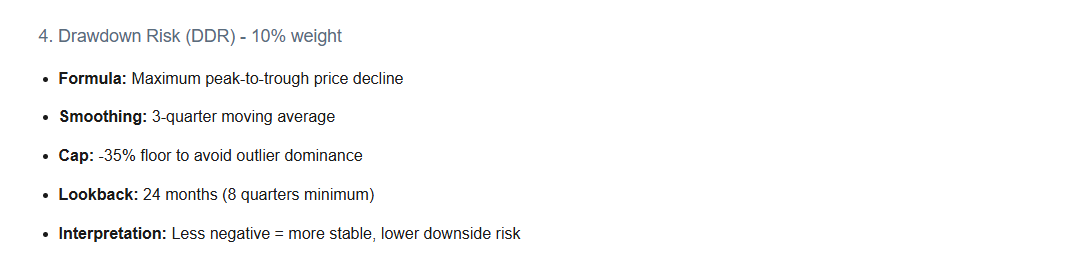 4. Drawdown Risk (DDR) - 10% weight
• Formula: Maximum peak-to-trough price decline
• Smoothing: 3-quarter moving average
• Cap: -35% floor to avoid outlier dominance
• Lookback: 24 months (8 quarters minimum)
• Interpretation: Less negative = more stable, lower downside risk